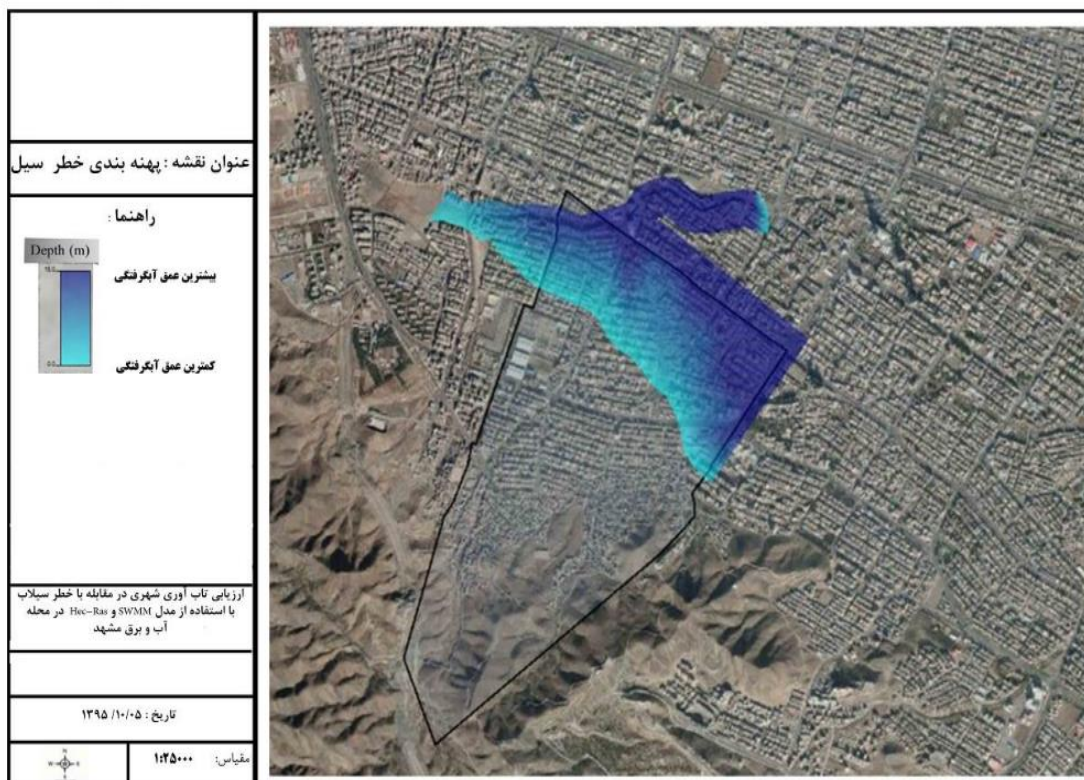 عنوان نقشه : پهنه بندی خطر سیل
راهنما :
Depth (m)
بیشترین عمق آبگرفتگی
0.0
کمترین عمق آبگرفتگی
ارزیابی تاب آوری شهری در مقابله با خطر سیلاب
با استفاده از مدل SWMM و Hec-Ras در محله
آب و برق مشهد
تاریخ : ۱۳۹۵/۱۰/۰۵
مقیاس: ۱:۲۵۰۰۰
N
W E